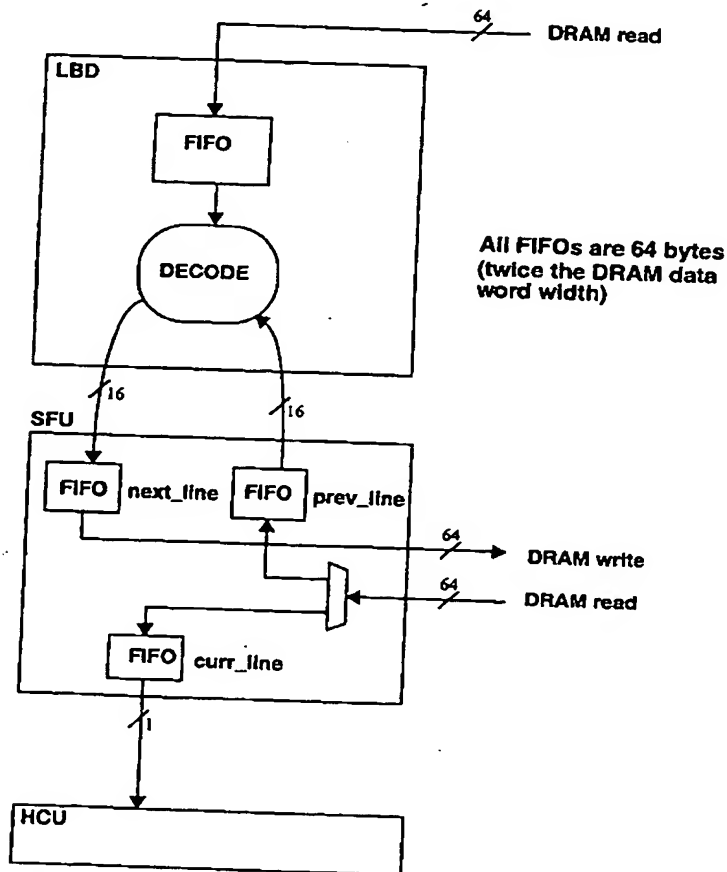 64
DRAM read
LBD
FIFO
DECODE
All FIFOs are 64 bytes
(twice the DRAM data
word width)
16
16
SFU
FIFO
next_line
FIFO
prev_line
64
DRAM write
64
DRAM read
FIFO
curr_line
1
HCU